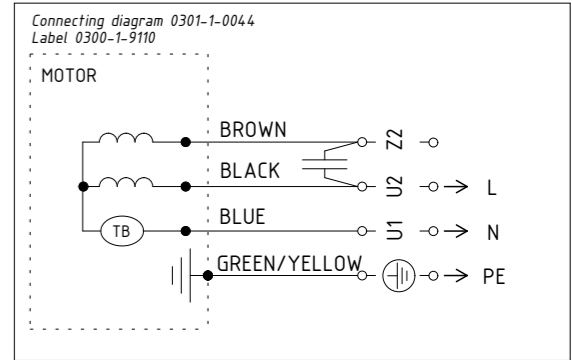 Connecting diagram 0301-1-0044
Label 0300-1-9110
MOTOR
BROWN Z2
BLACK U2 L
TB BLUE U1 N
GREEN/YELLOW PE